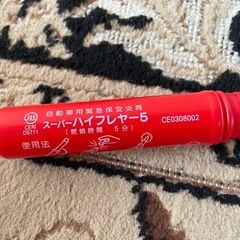 JIS
D5711
自動車用緊急保安炎筒
スーパーハイフレヤー5
(燃焼時間 5分)
CE0308002
使用法